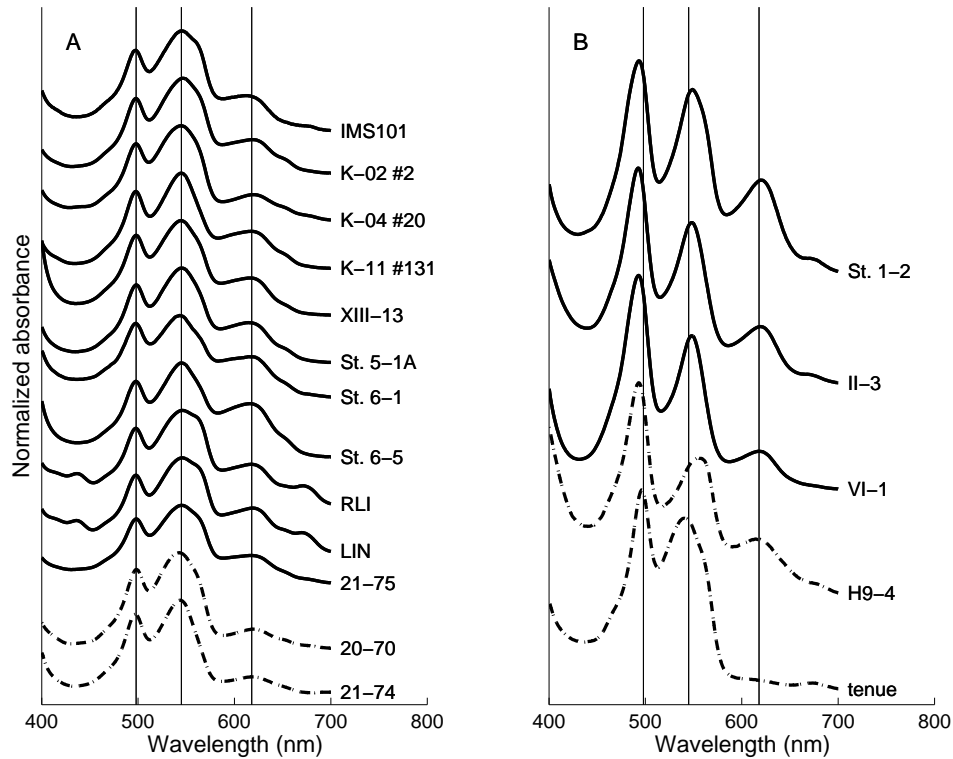 A
IMS101
K–02 #2
K–04 #20
K–11 #131
XIII–13
St. 5–1A
St. 6–1
St. 6–5
RLI
LIN
21–75
20–70
21–74
Normalized absorbance
400 500 600 700 800
Wavelength (nm)
B
St. 1–2
II–3
VI–1
H9–4
tenue
400 500 600 700 800
Wavelength (nm)